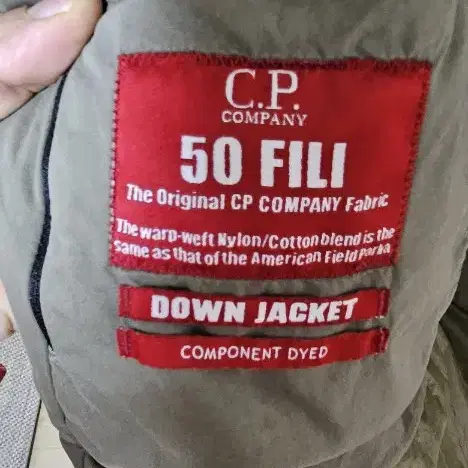 C.P.
COMPANY
50 FILI
The Original CP COMPANY Fabric
The warp-weft Nylon/Cotton blend is the
same as that of the American Field Parka
DOWN JACKET
COMPONENT DYED